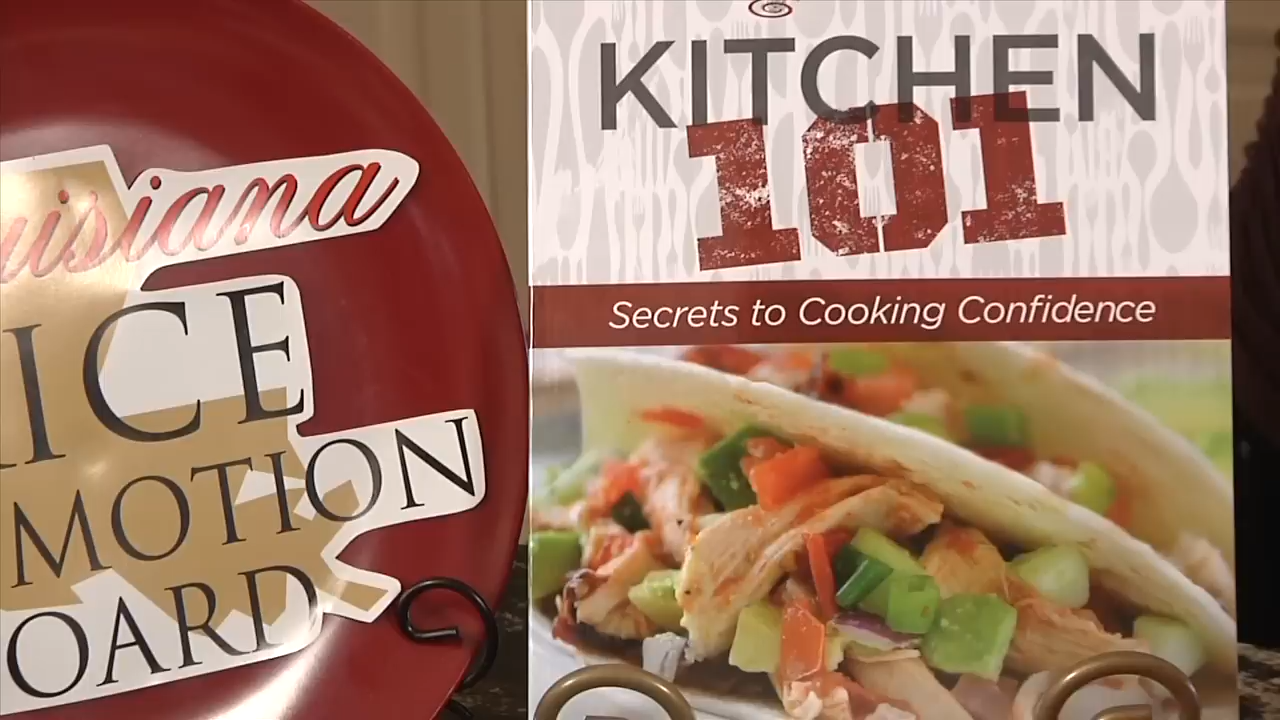 uisiana
ICE
MOTION
OARD
KITCHEN
101
Secrets to Cooking Confidence